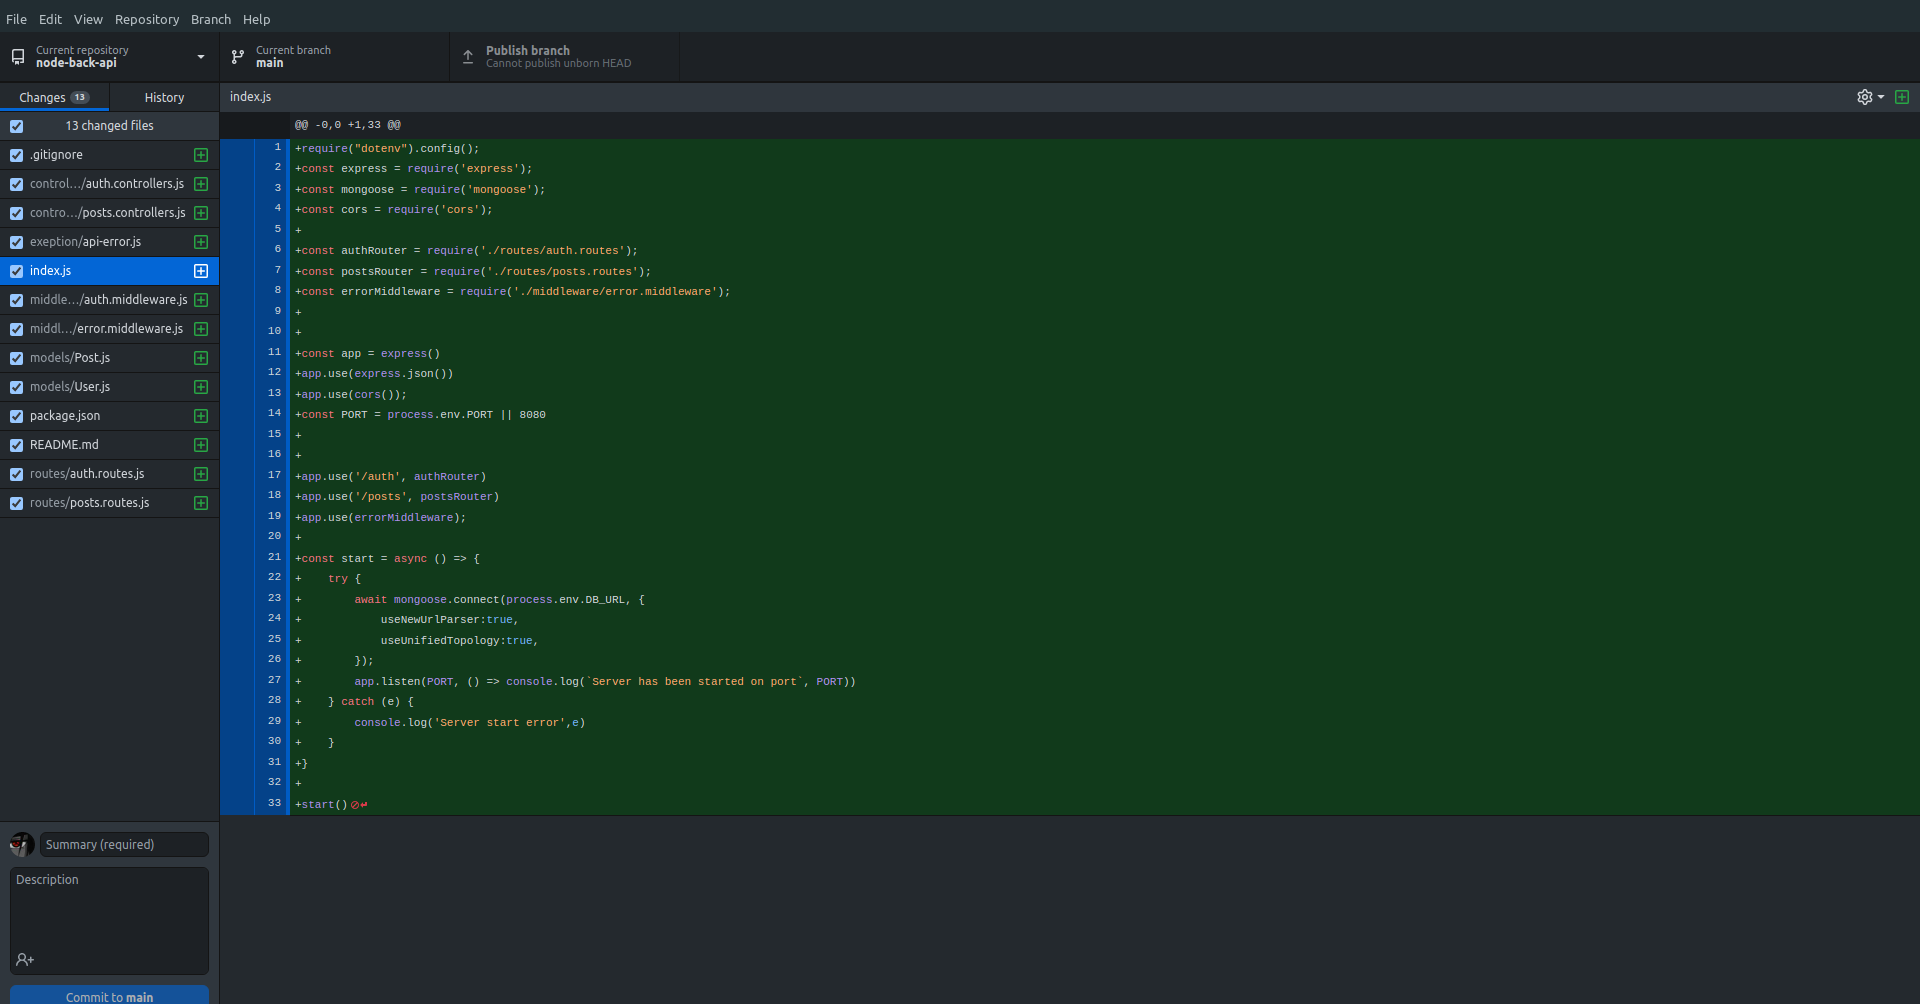 File Edit View Repository Branch Help
Current repository
node-back-api
Current branch
main
Publish branch
Cannot publish unborn HEAD
Changes 13
History
13 changed files
.gitignore
control.../auth.controllers.js
contro.../posts.controllers.js
exeption/api-error.js
index.js
middle.../auth.middleware.js
middl.../error.middleware.js
models/Post.js
models/User.js
package.json
README.md
routes/auth.routes.js
routes/posts.routes.js
Summary (required)
Description
Commit to main
index.js
@@ -0,0 +1,33 @@
1 +require("dotenv").config();
2 +const express = require('express');
3 +const mongoose = require('mongoose');
4 +const cors = require('cors');
5 +
6 +const authRouter = require('./routes/auth.routes');
7 +const postsRouter = require('./routes/posts.routes');
8 +const errorMiddleware = require('./middleware/error.middleware');
9 +
10 +
11 +const app = express()
12 +app.use(express.json())
13 +app.use(cors());
14 +const PORT = process.env.PORT || 8080
15 +
16 +
17 +app.use('/auth', authRouter)
18 +app.use('/posts', postsRouter)
19 +app.use(errorMiddleware);
20 +
21 +const start = async () => {
22 +    try {
23 +        await mongoose.connect(process.env.DB_URL, {
24 +            useNewUrlParser:true,
25 +            useUnifiedTopology:true,
26 +        });
27 +        app.listen(PORT, () => console.log(`Server has been started on port`, PORT))
28 +    } catch (e) {
29 +        console.log('Server start error',e)
30 +    }
31 +}
32 +
33 +start()